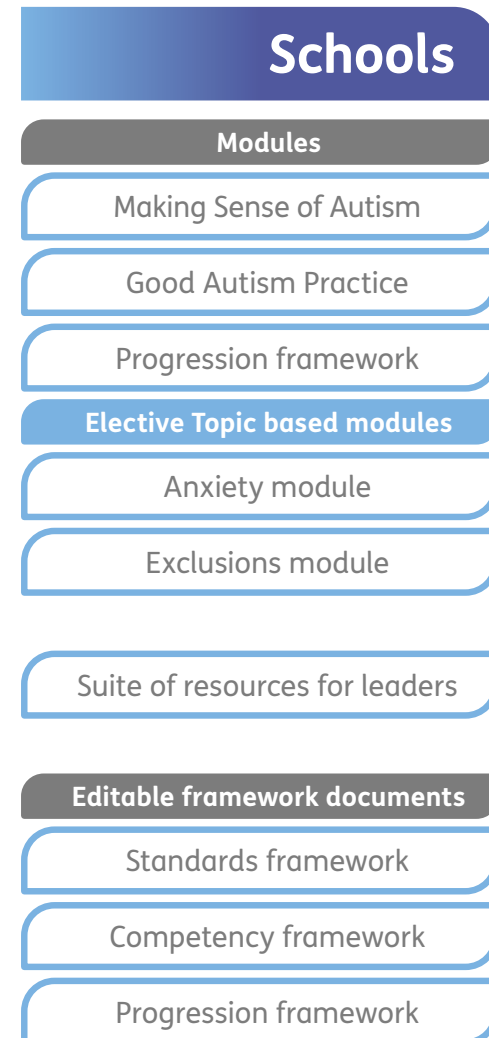 Schools
Modules
Making Sense of Autism
Good Autism Practice
Progression framework
Elective Topic based modules
Anxiety module
Exclusions module
Suite of resources for leaders
Editable framework documents
Standards framework
Competency framework
Progression framework